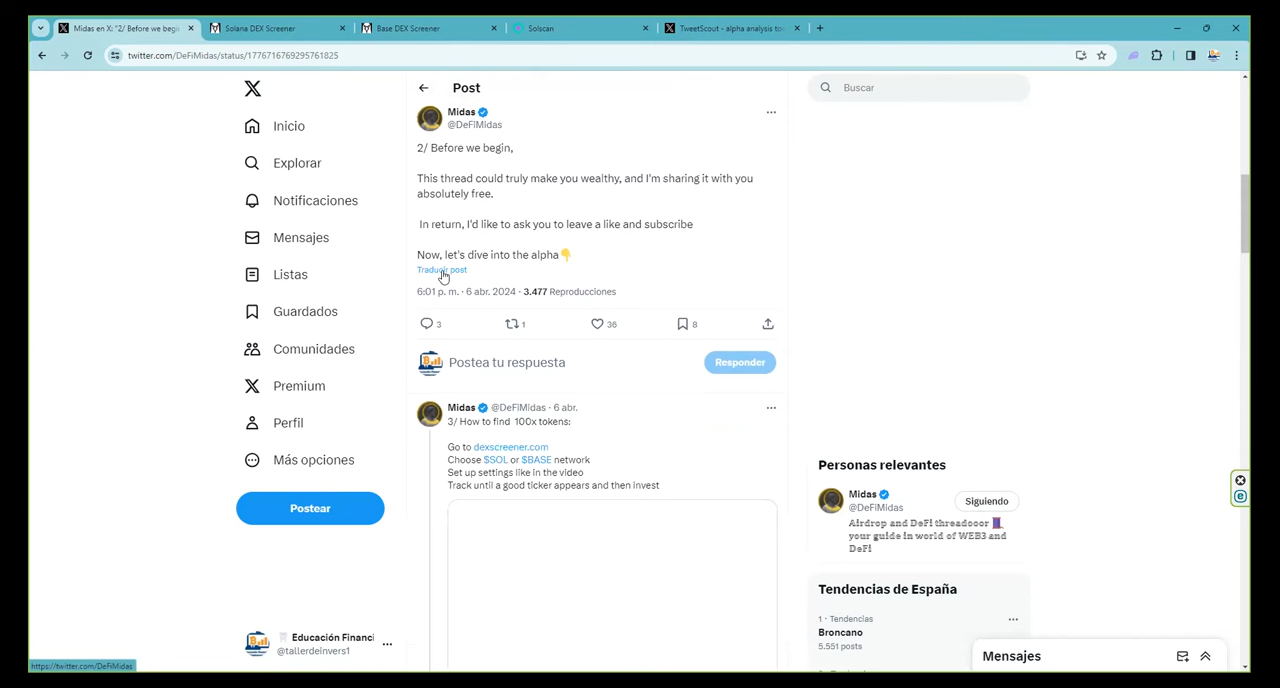 Midas en X: "2/ Before we begi
Solana DEX Screener
Base DEX Screener
Solscan
TweetScout - alpha analysis to
twitter.com/DeFiMidas/status/1776716769295761825
Post
Buscar
Midas
@DeFiMidas
2/ Before we begin,
This thread could truly make you wealthy, and I'm sharing it with you
absolutely free.
In return, I'd like to ask you to leave a like and subscribe
Now, let's dive into the alpha👇
Traducir post
6:01 p. m. · 6 abr. 2024 · 3.477 Reproducciones
3
1
36
8
Postea tu respuesta
Responder
Midas @DeFiMidas · 6 abr.
3/ How to find 100x tokens:
Go to dexscreener.com
Choose $SOL or $BASE network
Set up settings like in the video
Track until a good ticker appears and then invest
Inicio
Explorar
Notificaciones
Mensajes
Listas
Guardados
Comunidades
Premium
Perfil
Más opciones
Postear
Educación Financi
@tallerdeinvers1
Personas relevantes
Midas
@DeFiMidas
Siguiendo
Airdrop and DeFi threadooor
your guide in world of WEB3 and
DeFi
Tendencias de España
1 · Tendencias
Broncano
5.551 posts
Mensajes
https://twitter.com/DeFiMidas